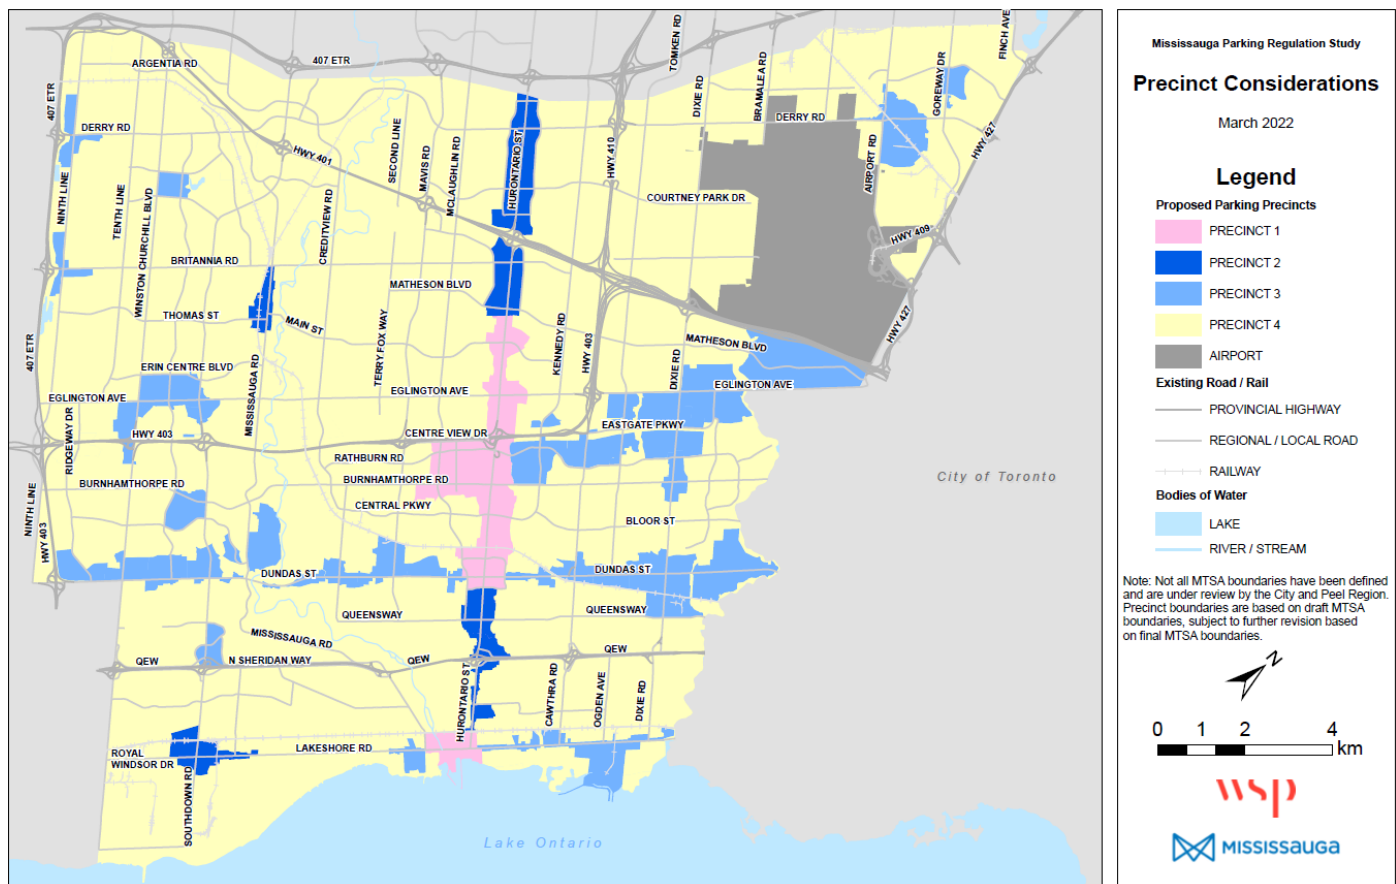 407 ETR
ARGENTIA RD
TOMKEN RD
FINCH AVE
407 ETR
DERRY RD
HWY 401
SECOND LINE
MAVIS RD
MCLAUGHLIN RD
HURONTARIO ST
HWY 410
DIXIE RD
BRAMALEA RD
DERRY RD
GOREWAY DR
AIRPORT RD
HWY 427
NINTH LINE
TENTH LINE
WINSTON CHURCHILL BLVD
CREDITVIEW RD
COURTNEY PARK DR
HWY 409
BRITANNIA RD
MATHESON BLVD
THOMAS ST
MAIN ST
TERRY FOX WAY
KENNEDY RD
HWY 403
MATHESON BLVD
HWY 427
407 ETR
ERIN CENTRE BLVD
MISSISSAUGA RD
DIXIE RD
EGLINGTON AVE
EGLINGTON AVE
EGLINGTON AVE
RIDGEWAY DR
HWY 403
CENTRE VIEW DR
EASTGATE PKWY
RATHBURN RD
BURNHAMTHORPE RD
BURNHAMTHORPE RD
City of Toronto
NINTH LINE
CENTRAL PKWY
BLOOR ST
HWY 403
DUNDAS ST
DUNDAS ST
QUEENSWAY
QUEENSWAY
MISSISSAUGA RD
QEW
N SHERIDAN WAY
QEW
QEW
HURONTARIO ST
CAWTHRA RD
OGDEN AVE
DIXIE RD
ROYAL
WINDSOR DR
LAKESHORE RD
SOUTHDOWN RD
Lake Ontario
Mississauga Parking Regulation Study
Precinct Considerations
March 2022
Legend
Proposed Parking Precincts
PRECINCT 1
PRECINCT 2
PRECINCT 3
PRECINCT 4
AIRPORT
Existing Road / Rail
PROVINCIAL HIGHWAY
REGIONAL / LOCAL ROAD
RAILWAY
Bodies of Water
LAKE
RIVER / STREAM
Note: Not all MTSA boundaries have been defined
and are under review by the City and Peel Region.
Precinct boundaries are based on draft MTSA
boundaries, subject to further revision based
on final MTSA boundaries.
N
0 1 2 4
km
wsp
MISSISSAUGA